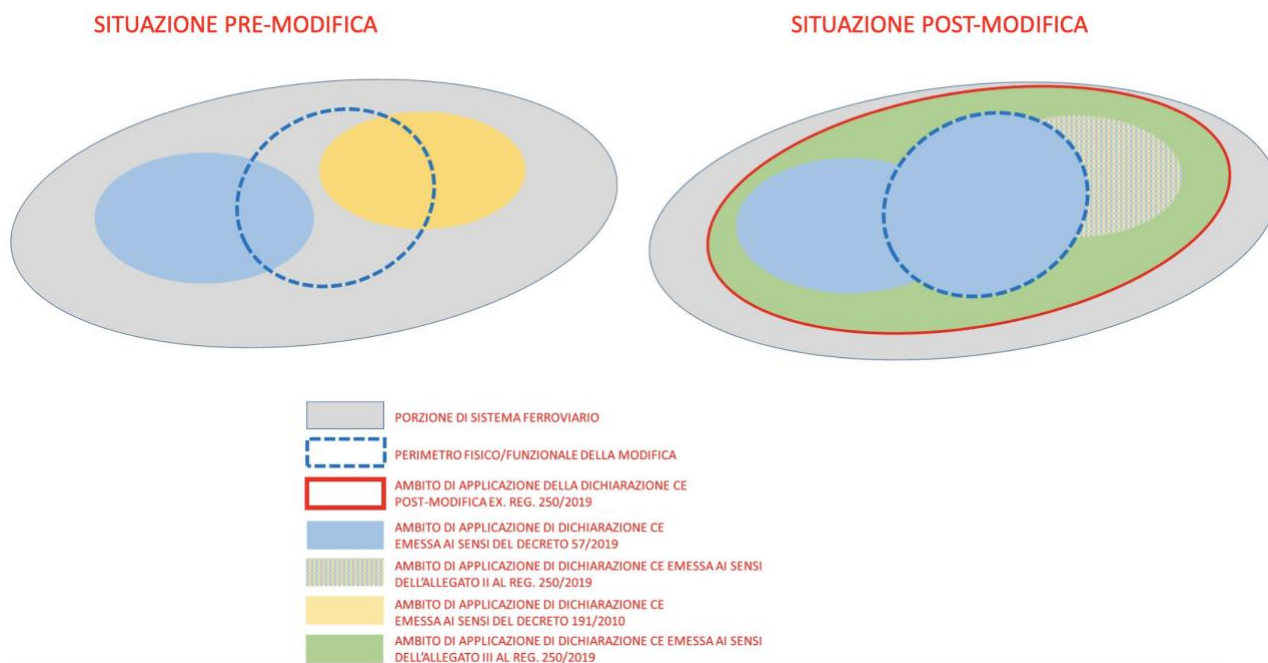 SITUAZIONE PRE-MODIFICA
SITUAZIONE POST-MODIFICA
PORZIONE DI SISTEMA FERROVIARIO
PERIMETRO FISICO/FUNZIONALE DELLA MODIFICA
AMBITO DI APPLICAZIONE DELLA DICHIARAZIONE CE
POST-MODIFICA EX. REG. 250/2019
AMBITO DI APPLICAZIONE DI DICHIARAZIONE CE
EMESSA AI SENSI DEL DECRETO 57/2019
AMBITO DI APPLICAZIONE DI DICHIARAZIONE CE EMESSA AI SENSI
DELL'ALLEGATO II AL REG. 250/2019
AMBITO DI APPLICAZIONE DI DICHIARAZIONE CE
EMESSA AI SENSI DEL DECRETO 191/2010
AMBITO DI APPLICAZIONE DI DICHIARAZIONE CE EMESSA AI SENSI
DELL'ALLEGATO III AL REG. 250/2019